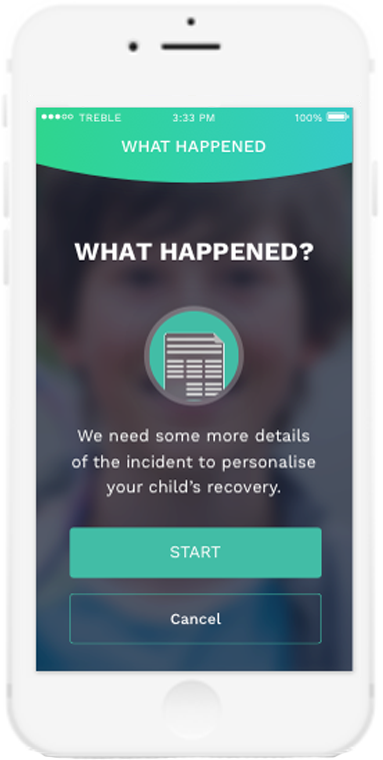 TREBLE 3:33 PM 100%
WHAT HAPPENED
WHAT HAPPENED?
We need some more details
of the incident to personalise
your child's recovery.
START
Cancel